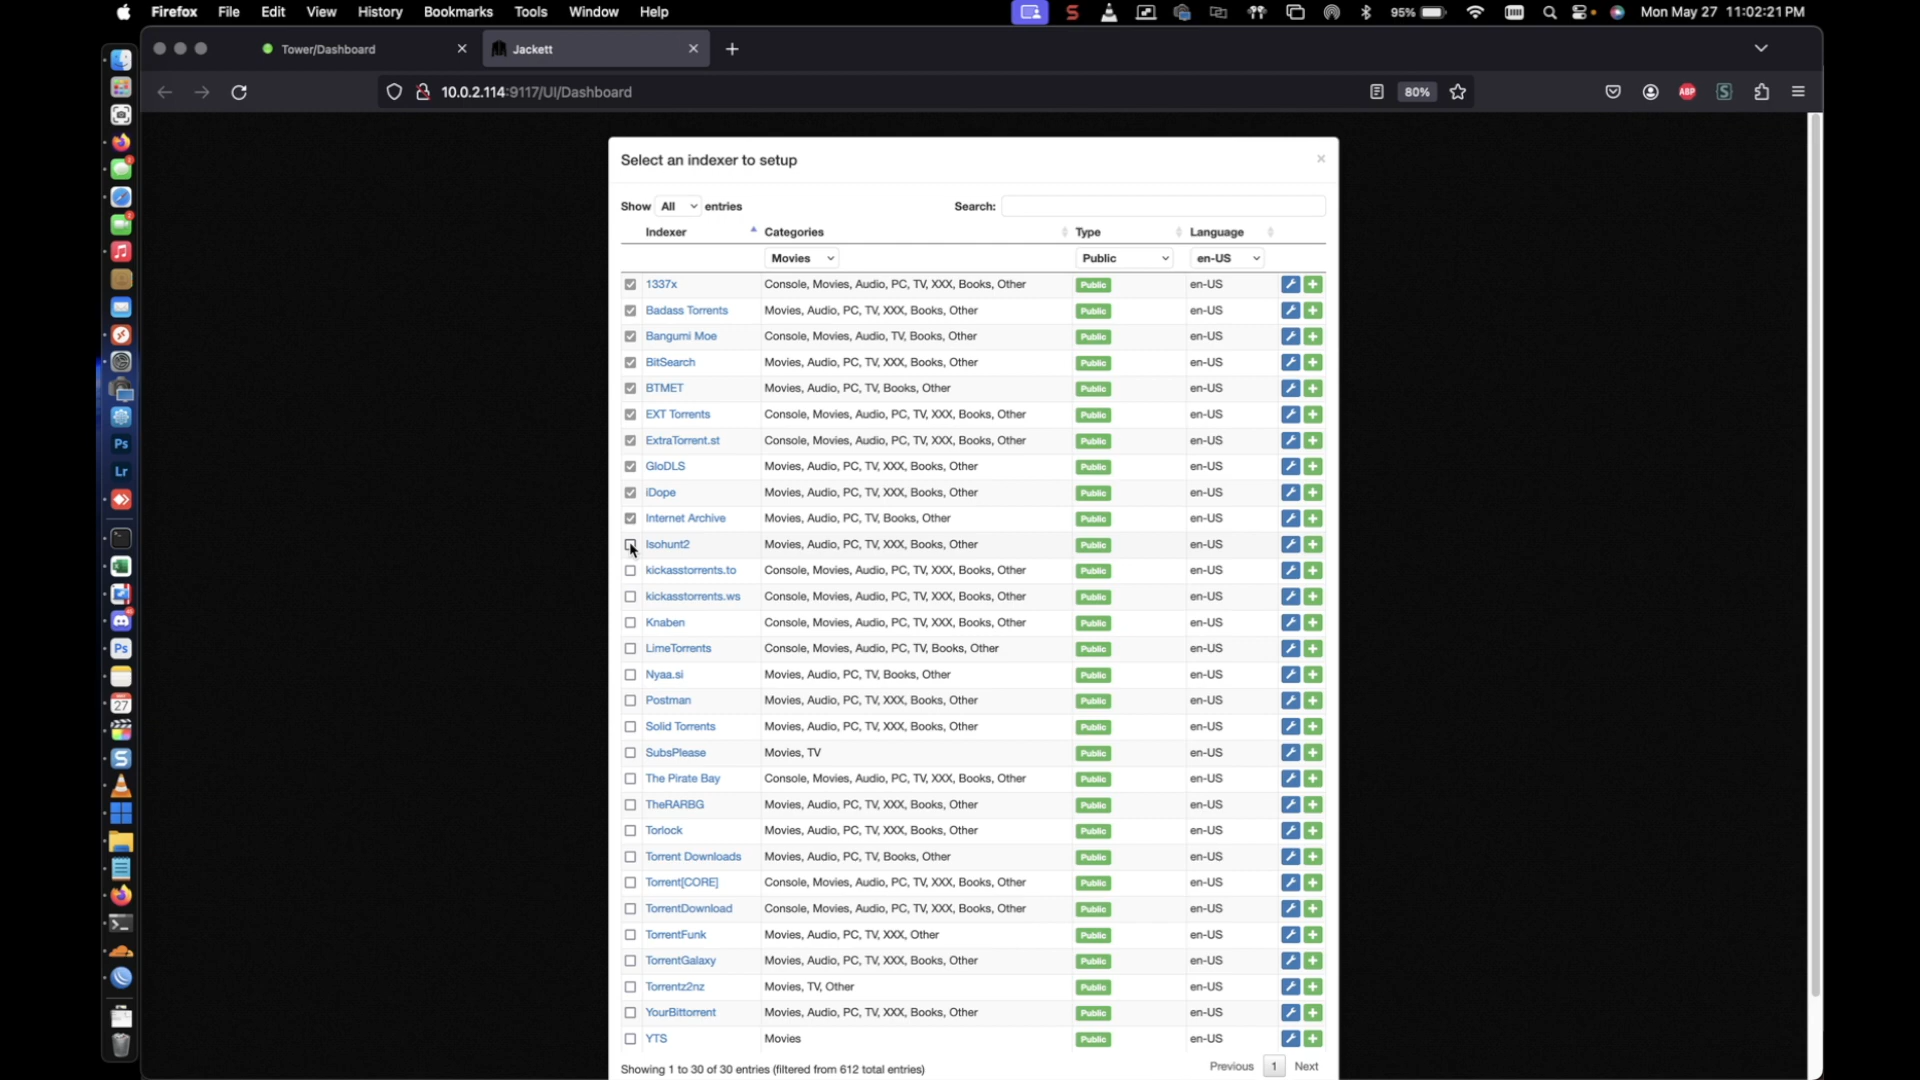 Firefox File Edit View History Bookmarks Tools Window Help 95% Mon May 27 11:02:21 PM
Tower/Dashboard Jackett
10.0.2.114:9117/UI/Dashboard 80% ABP
Select an indexer to setup ×
Show All entries Search:
Indexer Categories Type Language
Movies Public en-US
1337x Console, Movies, Audio, PC, TV, XXX, Books, Other Public en-US
Badass Torrents Movies, Audio, PC, TV, XXX, Books, Other Public en-US
Bangumi Moe Console, Movies, Audio, TV, Books, Other Public en-US
BitSearch Movies, Audio, PC, TV, XXX, Books, Other Public en-US
BTMET Movies, Audio, PC, TV, Books, Other Public en-US
EXT Torrents Console, Movies, Audio, PC, TV, XXX, Books, Other Public en-US
ExtraTorrent.st Console, Movies, Audio, PC, TV, XXX, Books, Other Public en-US
GloDLS Movies, Audio, PC, TV, XXX, Books, Other Public en-US
iDope Movies, Audio, PC, TV, XXX, Books, Other Public en-US
Internet Archive Movies, Audio, PC, TV, Books, Other Public en-US
Isohunt2 Movies, Audio, PC, TV, XXX, Books, Other Public en-US
kickasstorrents.to Console, Movies, Audio, PC, TV, XXX, Books, Other Public en-US
kickasstorrents.ws Console, Movies, Audio, PC, TV, XXX, Books, Other Public en-US
Knaben Console, Movies, Audio, PC, TV, XXX, Books, Other Public en-US
LimeTorrents Console, Movies, Audio, PC, TV, Books, Other Public en-US
Nyaa.si Movies, Audio, PC, TV, Books, Other Public en-US
Postman Movies, Audio, PC, TV, XXX, Books, Other Public en-US
Solid Torrents Movies, Audio, PC, TV, XXX, Books, Other Public en-US
SubsPlease Movies, TV Public en-US
The Pirate Bay Console, Movies, Audio, PC, TV, XXX, Books, Other Public en-US
TheRARBG Movies, Audio, PC, TV, XXX, Books, Other Public en-US
Torlock Movies, Audio, PC, TV, XXX, Books, Other Public en-US
Torrent Downloads Movies, Audio, PC, TV, Books, Other Public en-US
Torrent[CORE] Console, Movies, Audio, PC, TV, XXX, Books, Other Public en-US
TorrentDownload Console, Movies, Audio, PC, TV, XXX, Books, Other Public en-US
TorrentFunk Movies, Audio, PC, TV, XXX, Other Public en-US
TorrentGalaxy Movies, Audio, PC, TV, XXX, Books, Other Public en-US
Torrentz2nz Movies, TV, Other Public en-US
YourBittorrent Movies, Audio, PC, TV, XXX, Books, Other Public en-US
YTS Movies Public en-US
Showing 1 to 30 of 30 entries (filtered from 612 total entries) Previous 1 Next
Ps
Lr
Ps
27